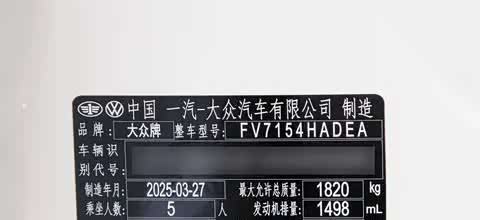 中国 一汽-大众汽车有限公司 制造
品牌: 大众牌 整车型号: FV7154HADEA
车辆识
别代号:
制造年月: 2025-03-27 最大允许总质量: 1820 kg
乘坐人数: 5 人 发动机排量: 1498 mL